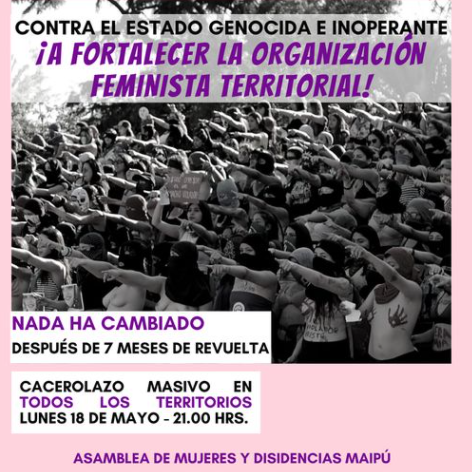 CONTRA EL ESTADO GENOCIDA E INOPERANTE
¡A FORTALECER LA ORGANIZACIÓN
FEMINISTA TERRITORIAL!
NADA HA CAMBIADO
DESPUÉS DE 7 MESES DE REVUELTA
CACEROLAZO MASIVO EN
TODOS LOS TERRITORIOS
LUNES 18 DE MAYO - 21.00 HRS.
ASAMBLEA DE MUJERES Y DISIDENCIAS MAIPÚ